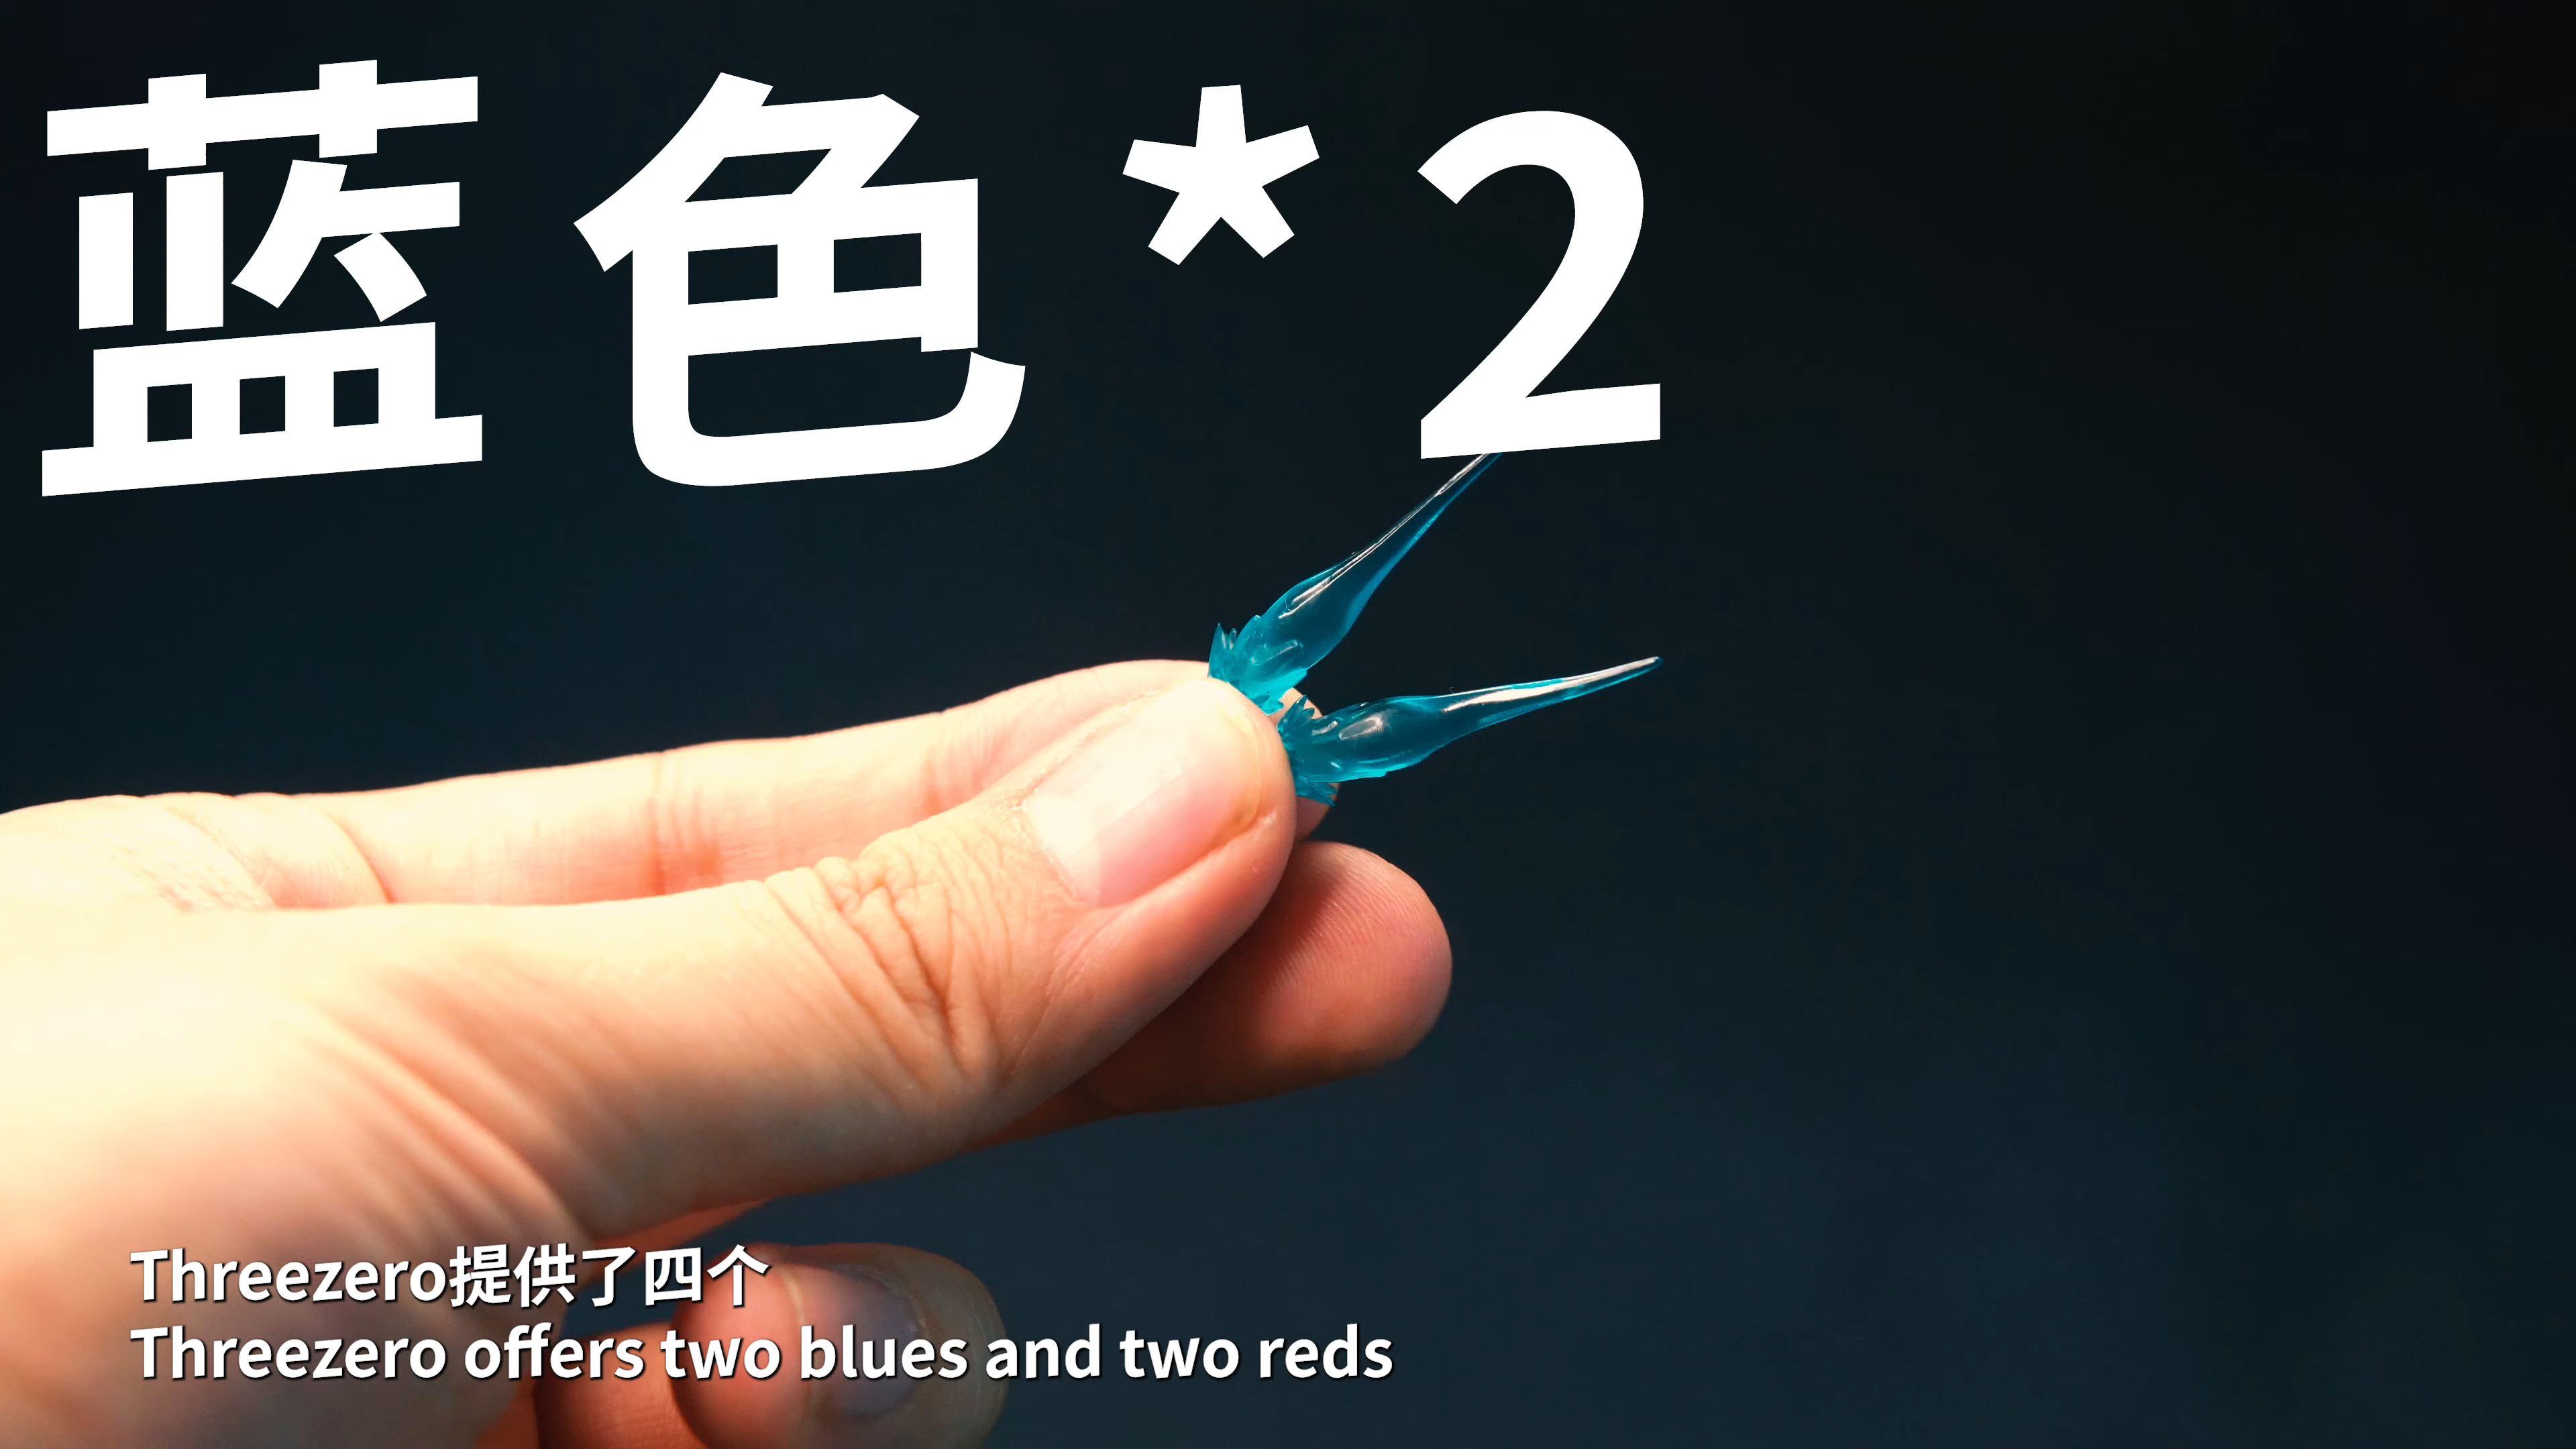 蓝色*2
Threezero提供了四个
Threezero offers two blues and two reds